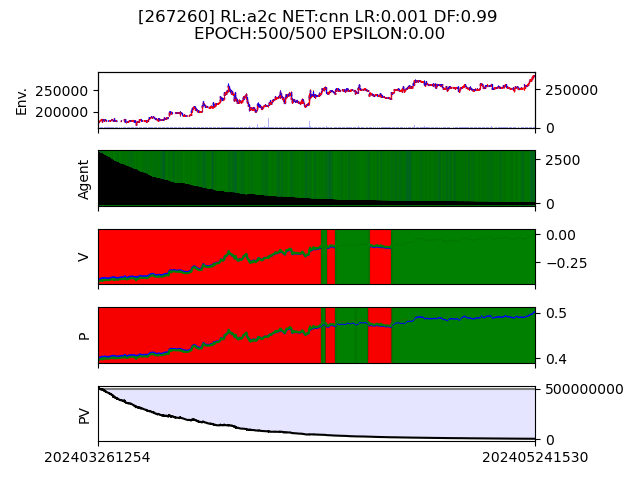 [267260] RL:a2c NET:cnn LR:0.001 DF:0.99
EPOCH:500/500 EPSILON:0.00
Env.
250000
200000
250000
0
Agent
2500
0
V
0.00
−0.25
P
0.5
0.4
PV
500000000
0
202403261254
202405241530